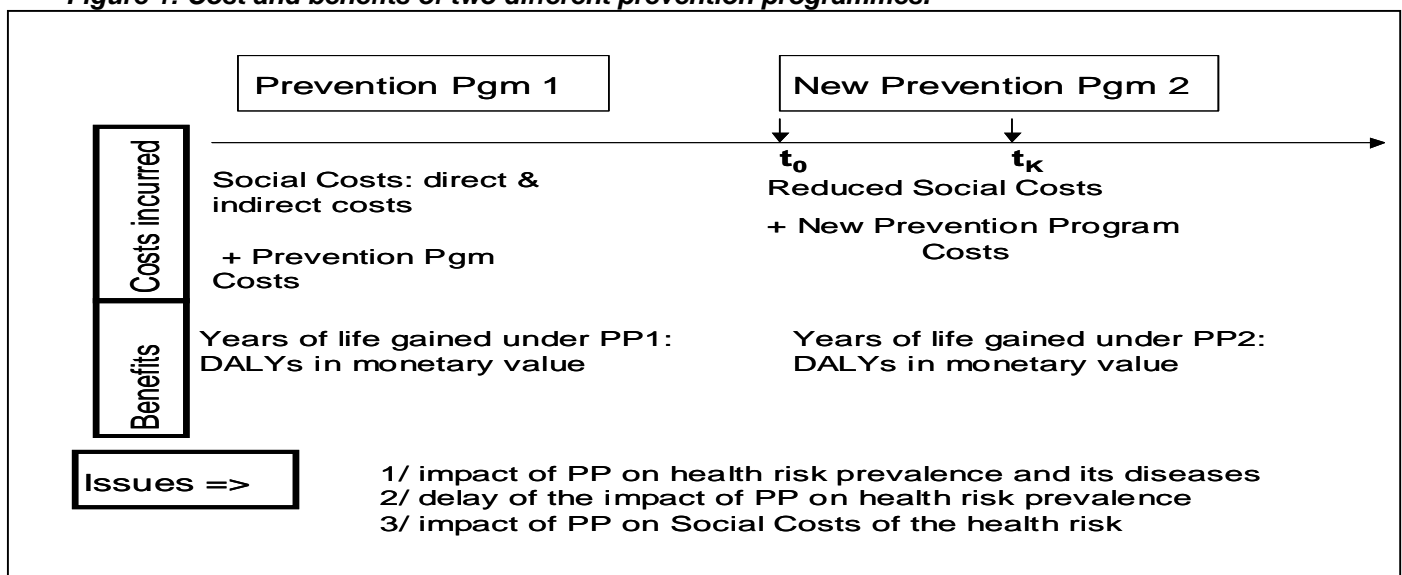 Figure 1: Cost and benefits of two different prevention programmes.
Prevention Pgm 1
New Prevention Pgm 2
t0
tK
Costs incurred
Social Costs: direct &
indirect costs
+ Prevention Pgm
Costs
Reduced Social Costs
+ New Prevention Program
Costs
Benefits
Years of life gained under PP1:
DALYs in monetary value
Years of life gained under PP2:
DALYs in monetary value
Issues =>
1/ impact of PP on health risk prevalence and its diseases
2/ delay of the impact of PP on health risk prevalence
3/ impact of PP on Social Costs of the health risk